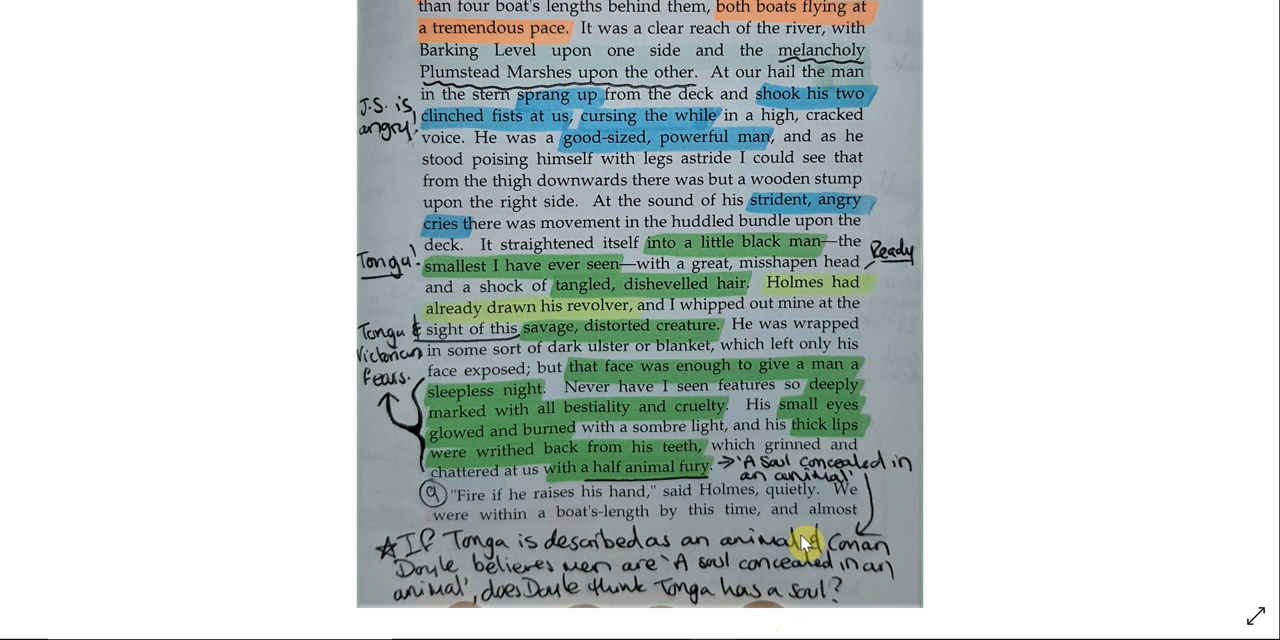 than four boat's lengths behind them, both boats flying at
a tremendous pace. It was a clear reach of the river, with
Barking Level upon one side and the melancholy
Plumstead Marshes upon the other. At our hail the man
in the stern sprang up from the deck and shook his two
J.S. is angry!
clinched fists at us, cursing the while in a high, cracked
voice. He was a good-sized, powerful man, and as he
stood poising himself with legs astride I could see that
from the thigh downwards there was but a wooden stump
upon the right side. At the sound of his strident, angry
cries there was movement in the huddled bundle upon the
deck. It straightened itself into a little black man—the
Ready
Tonga!
smallest I have ever seen—with a great, misshapen head
and a shock of tangled, dishevelled hair. Holmes had
already drawn his revolver, and I whipped out mine at the
Tonga &
Victorian
fears.
sight of this savage, distorted creature. He was wrapped
in some sort of dark ulster or blanket, which left only his
face exposed; but that face was enough to give a man a
sleepless night. Never have I seen features so deeply
marked with all bestiality and cruelty. His small eyes
glowed and burned with a sombre light, and his thick lips
were writhed back from his teeth, which grinned and
chattered at us with a half animal fury. → 'A soul concealed in
an animal'
9 "Fire if he raises his hand," said Holmes, quietly. We
were within a boat's-length by this time, and almost
☆If Tonga is described as an animal & Conan
Doyle believes men are 'A soul concealed in an
animal', does Doyle think Tonga has a soul?